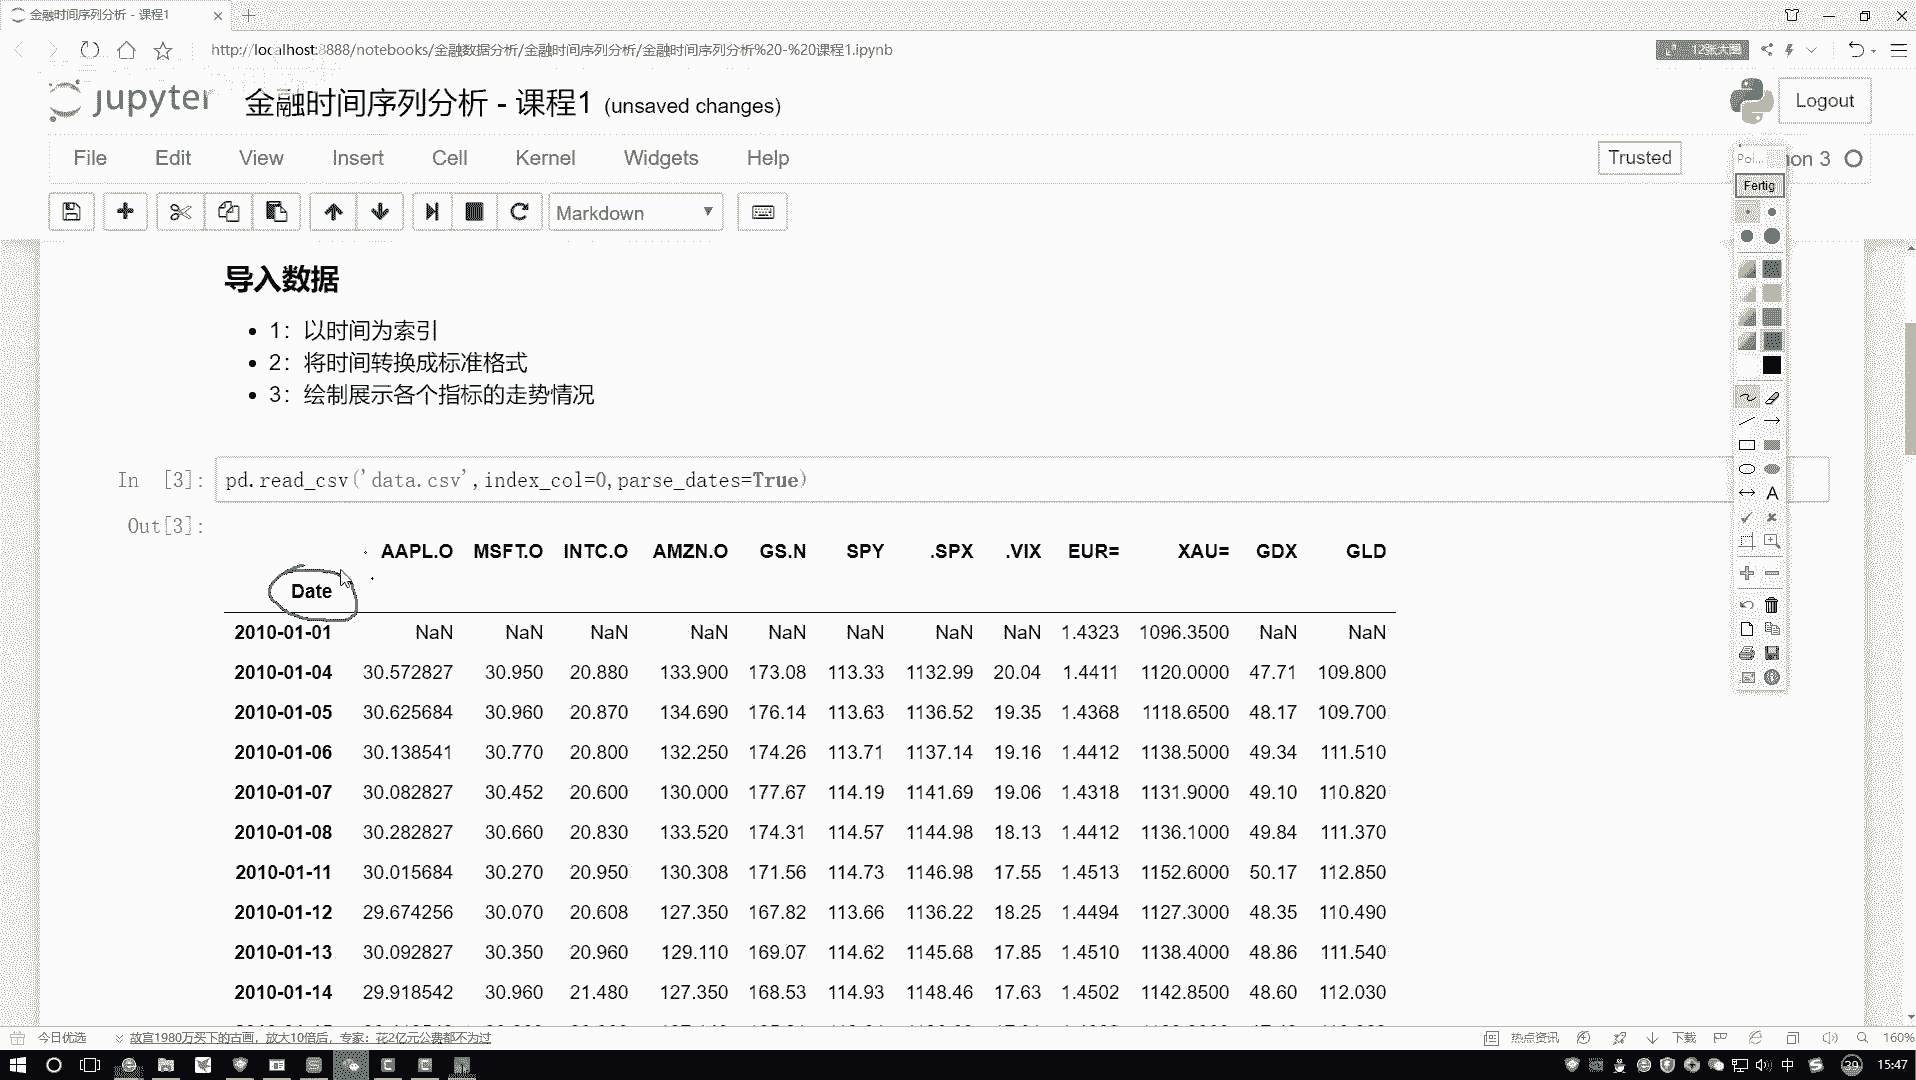 金融时间序列分析 - 课程1
http://localhost:8888/notebooks/金融数据分析/金融时间序列分析/金融时间序列分析%20-%20课程1.ipynb
12张大图
jupyter 金融时间序列分析 - 课程1 (unsaved changes)
Logout
File Edit View Insert Cell Kernel Widgets Help
Trusted
on 3
Poi...
Fertig
Markdown
导入数据
1：以时间为索引
2：将时间转换成标准格式
3：绘制展示各个指标的走势情况
In [3]: pd.read_csv('data.csv',index_col=0,parse_dates=True)
Out[3]:
AAPL.O MSFT.O INTC.O AMZN.O GS.N SPY .SPX .VIX EUR= XAU= GDX GLD
Date
2010-01-01 NaN NaN NaN NaN NaN NaN NaN NaN 1.4323 1096.3500 NaN NaN
2010-01-04 30.572827 30.950 20.880 133.900 173.08 113.33 1132.99 20.04 1.4411 1120.0000 47.71 109.800
2010-01-05 30.625684 30.960 20.870 134.690 176.14 113.63 1136.52 19.35 1.4368 1118.6500 48.17 109.700
2010-01-06 30.138541 30.770 20.800 132.250 174.26 113.71 1137.14 19.16 1.4412 1138.5000 49.34 111.510
2010-01-07 30.082827 30.452 20.600 130.000 177.67 114.19 1141.69 19.06 1.4318 1131.9000 49.10 110.820
2010-01-08 30.282827 30.660 20.830 133.520 174.31 114.57 1144.98 18.13 1.4412 1136.1000 49.84 111.370
2010-01-11 30.015684 30.270 20.950 130.308 171.56 114.73 1146.98 17.55 1.4513 1152.6000 50.17 112.850
2010-01-12 29.674256 30.070 20.608 127.350 167.82 113.66 1136.22 18.25 1.4494 1127.3000 48.35 110.490
2010-01-13 30.092827 30.350 20.960 129.110 169.07 114.62 1145.68 17.85 1.4510 1138.4000 48.86 111.540
2010-01-14 29.918542 30.960 21.480 127.350 168.53 114.93 1148.46 17.63 1.4502 1142.8500 48.60 112.030
今日优选
故宫1980万买下的古画，放大10倍后，专家：花2亿元公费都不为过
热点资讯
下载
160%
中
39
15:47